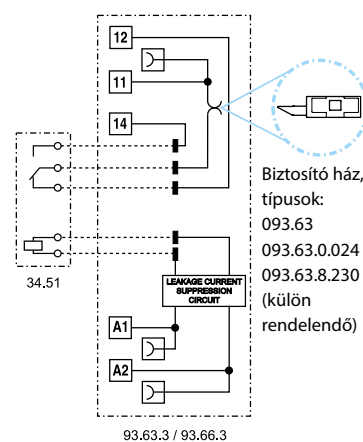 12
11
14
34.51
LEAKAGE CURRENT
SUPPRESSION
CIRCUIT
A1
A2
93.63.3 / 93.66.3
Biztosító ház,
típusok:
093.63
093.63.0.024
093.63.8.230
(külön
rendelendő)